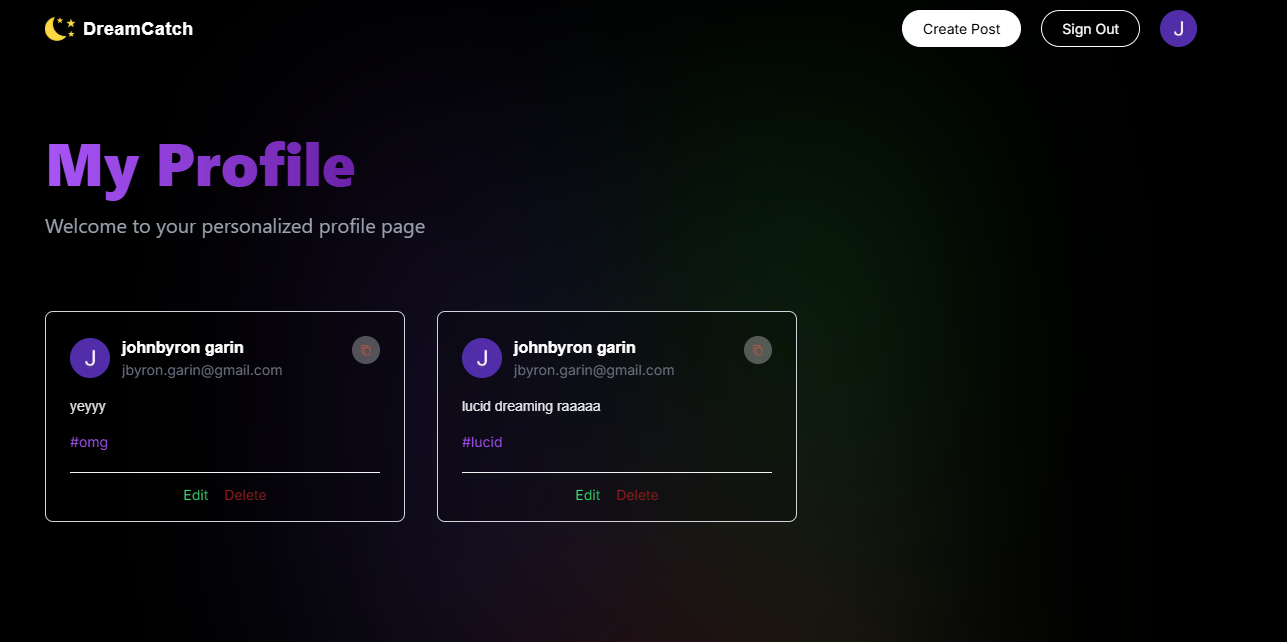 DreamCatch
Create Post
Sign Out
J
My Profile
Welcome to your personalized profile page
J
johnbyron garin
jbyron.garin@gmail.com
yeyyy
#omg
Edit Delete
J
johnbyron garin
jbyron.garin@gmail.com
lucid dreaming raaaaa
#lucid
Edit Delete